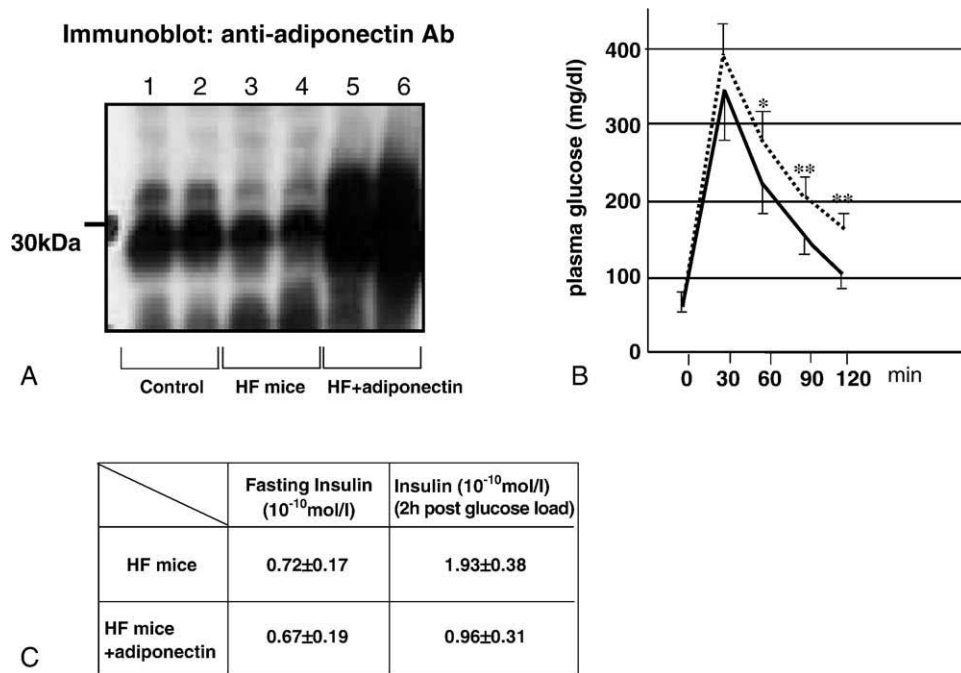 Immunoblot: anti-adiponectin Ab
1 2 3 4 5 6
30kDa
Control HF mice HF+adiponectin
A
plasma glucose (mg/dl)
400
300
200
100
0
*
**
**
0 30 60 90 120 min
B
Fasting Insulin
(10⁻¹⁰mol/l)
Insulin (10⁻¹⁰mol/l)
(2h post glucose load)
HF mice 0.72±0.17 1.93±0.38
HF mice
+adiponectin
0.67±0.19 0.96±0.31
C